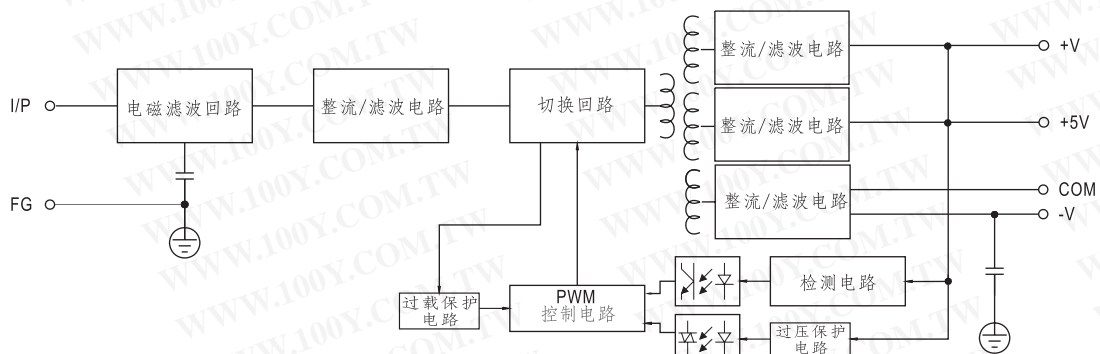 整流/滤波电路
+V
I/P
电磁滤波回路
整流/滤波电路
切换回路
整流/滤波电路
+5V
FG
整流/滤波电路
COM
-V
检测电路
过载保护
电路
PWM
控制电路
过压保护
电路
WWW.100Y.COM.TW